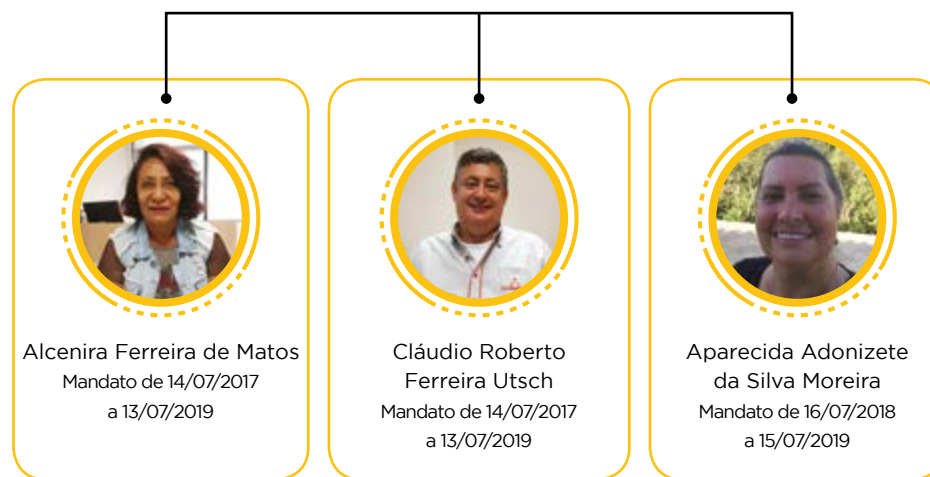 Alcenira Ferreira de Matos
Mandato de 14/07/2017
a 13/07/2019
Cláudio Roberto
Ferreira Utsch
Mandato de 14/07/2017
a 13/07/2019
Aparecida Adonizete
da Silva Moreira
Mandato de 16/07/2018
a 15/07/2019